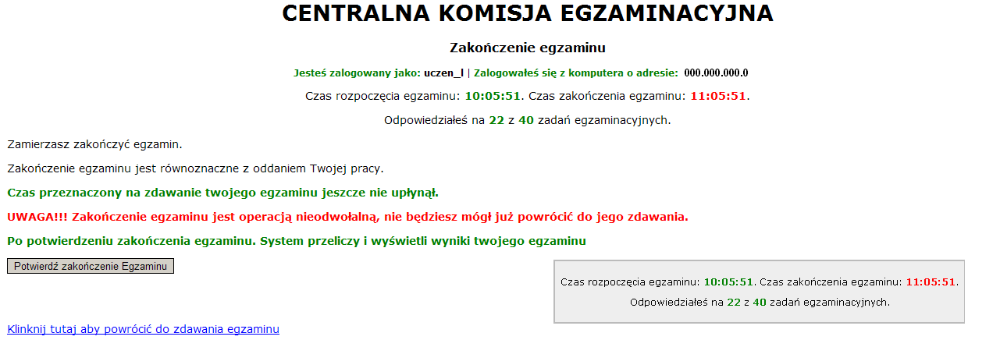 CENTRALNA KOMISJA EGZAMINACYJNA
Zakończenie egzaminu
Jesteś zalogowany jako: uczen_l | Zalogowałeś się z komputera o adresie: 000.000.000.0
Czas rozpoczęcia egzaminu: 10:05:51. Czas zakończenia egzaminu: 11:05:51.
Odpowiedziałeś na 22 z 40 zadań egzaminacyjnych.
Zamierzasz zakończyć egzamin.
Zakończenie egzaminu jest równoznaczne z oddaniem Twojej pracy.
Czas przeznaczony na zdawanie twojego egzaminu jeszcze nie upłynął.
UWAGA!!! Zakończenie egzaminu jest operacją nieodwołalną, nie będziesz mógł już powrócić do jego zdawania.
Po potwierdzeniu zakończenia egzaminu. System przeliczy i wyświetli wyniki twojego egzaminu
Potwierdź zakończenie Egzaminu
Czas rozpoczęcia egzaminu: 10:05:51. Czas zakończenia egzaminu: 11:05:51.
Odpowiedziałeś na 22 z 40 zadań egzaminacyjnych.
Klinknij tutaj aby powrócić do zdawania egzaminu